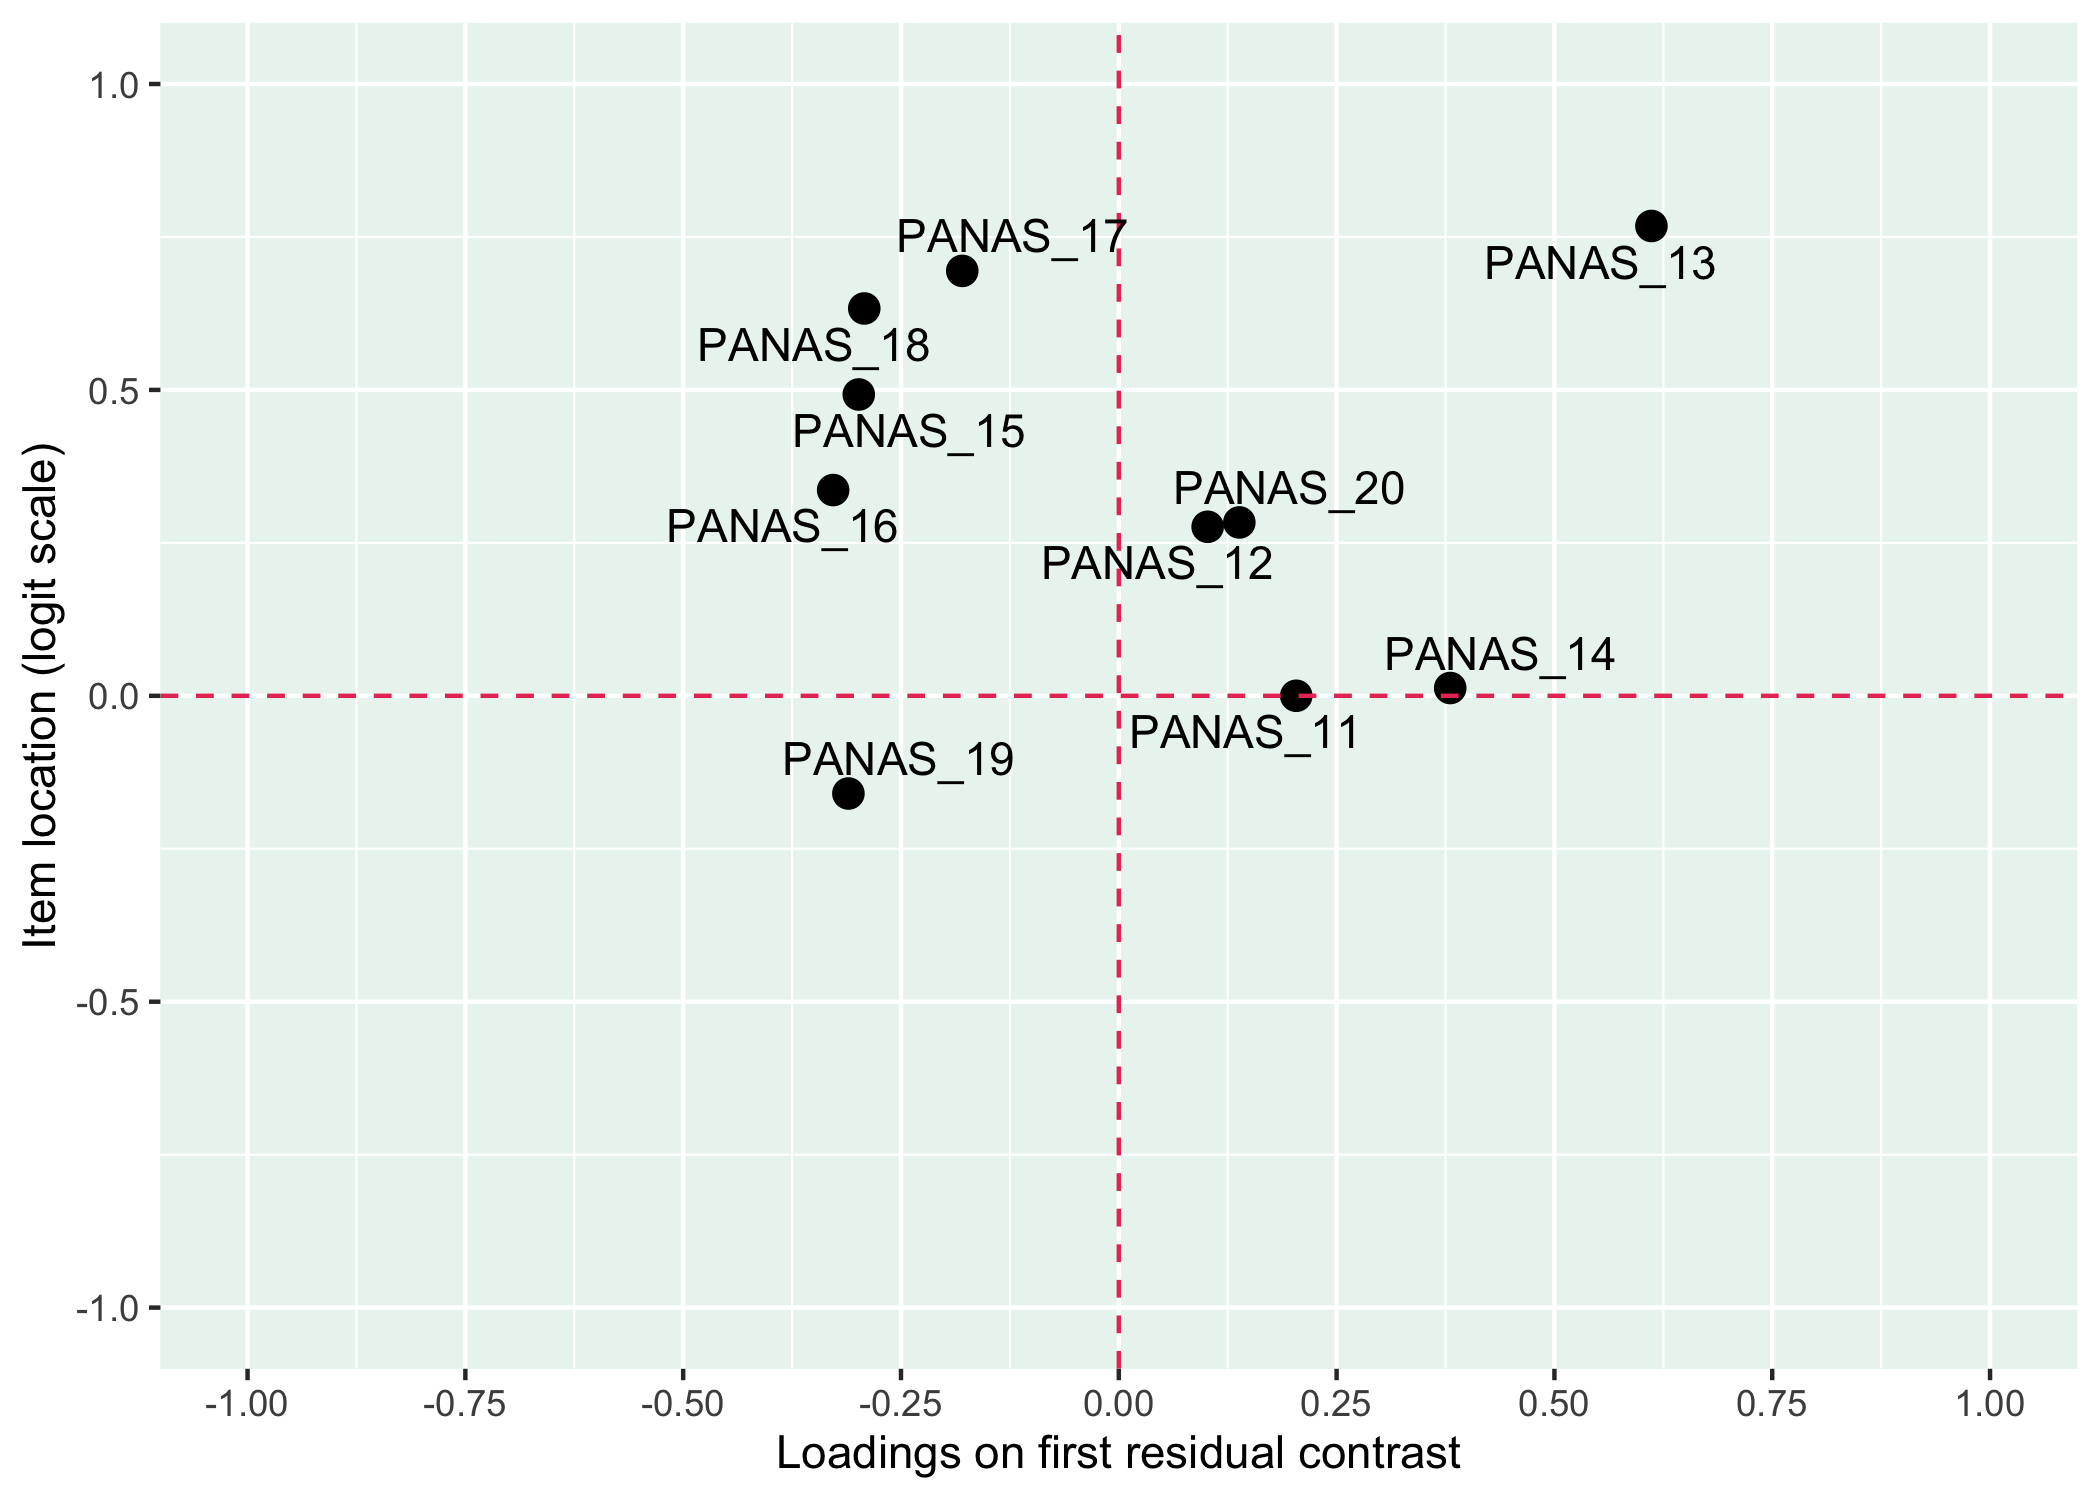 1.0
0.5
0.0
-0.5
-1.0
Item location (logit scale)
PANAS_17
PANAS_13
PANAS_18
PANAS_15
PANAS_20
PANAS_16
PANAS_12
PANAS_14
PANAS_11
PANAS_19
-1.00 -0.75 -0.50 -0.25 0.00 0.25 0.50 0.75 1.00
Loadings on first residual contrast